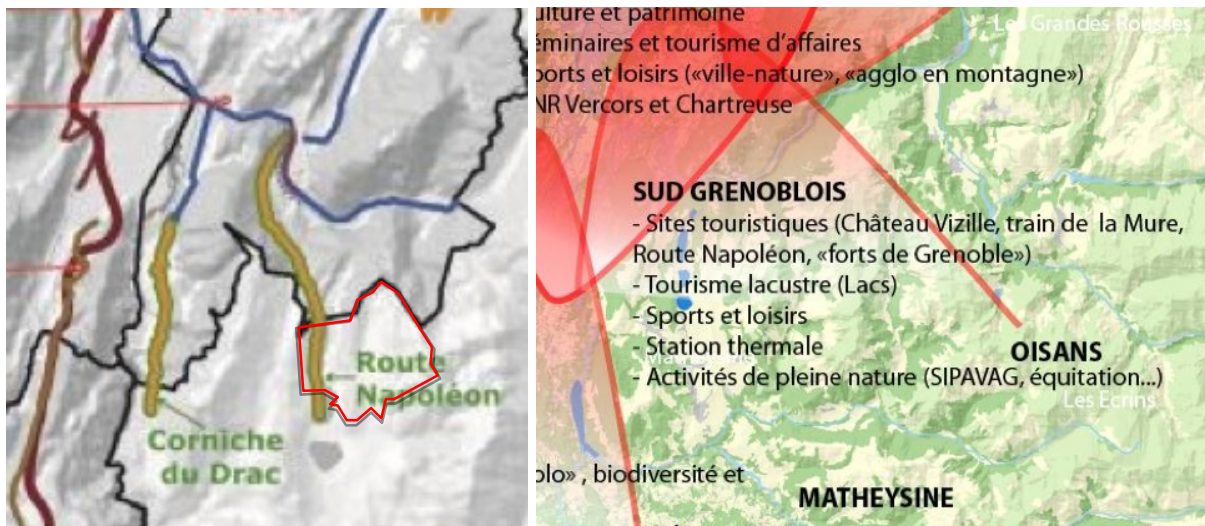 Route
Napoléon
Corniche
du Drac
ulture et patrimoine
éminaires et tourisme d'affaires
ports et loisirs («ville-nature», «agglo en montagne»)
NR Vercors et Chartreuse
Les Grandes Rousses
SUD GRENOBLOIS
- Sites touristiques (Château Vizille, train de la Mure,
Route Napoléon, «forts de Grenoble»)
- Tourisme lacustre (Lacs)
- Sports et loisirs
- Station thermale
- Activités de pleine nature (SIPAVAG, équitation...)
OISANS
Les Ecrins
olo» , biodiversité et
MATHEYSINE